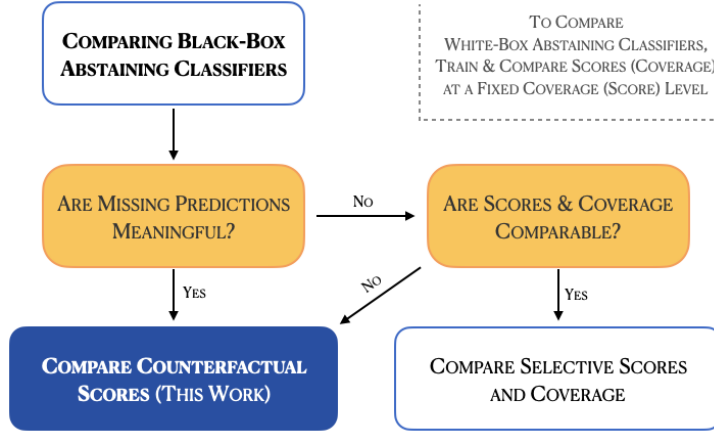 Comparing Black-Box
Abstaining Classifiers
To Compare
White-Box Abstaining Classifiers,
Train & Compare Scores (Coverage)
at a Fixed Coverage (Score) Level
Are Missing Predictions
Meaningful?
No
Are Scores & Coverage
Comparable?
Yes
No
Yes
Compare Counterfactual
Scores (This Work)
Compare Selective Scores
and Coverage